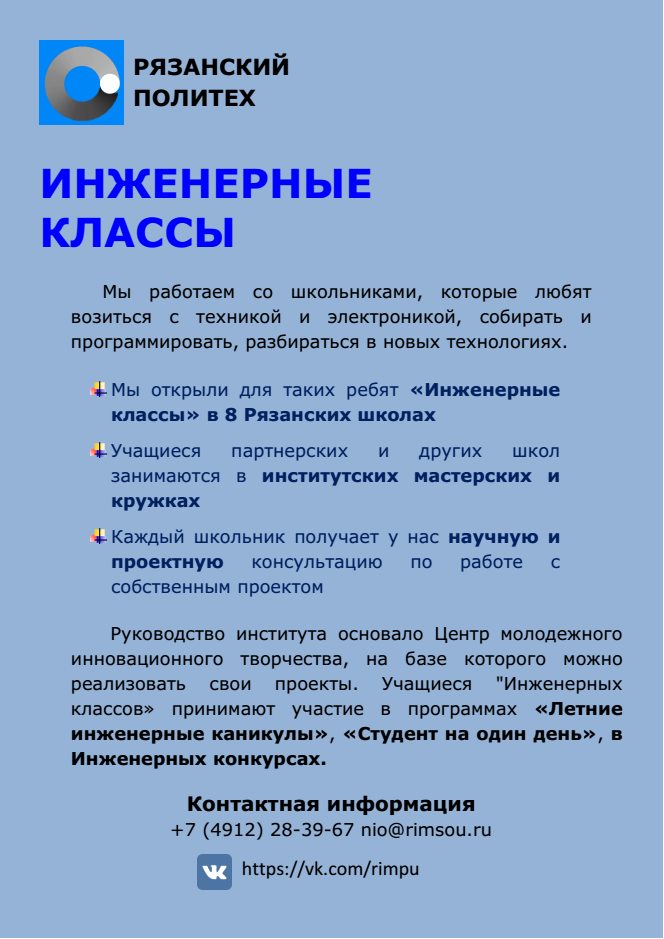 РЯЗАНСКИЙ
ПОЛИТЕХ
ИНЖЕНЕРНЫЕ
КЛАССЫ
Мы работаем со школьниками, которые любят
возиться с техникой и электроникой, собирать и
программировать, разбираться в новых технологиях.
Мы открыли для таких ребят «Инженерные
классы» в 8 Рязанских школах
Учащиеся партнерских и других школ
занимаются в институтских мастерских и
кружках
Каждый школьник получает у нас научную и
проектную консультацию по работе с
собственным проектом
Руководство института основало Центр молодежного
инновационного творчества, на базе которого можно
реализовать свои проекты. Учащиеся "Инженерных
классов» принимают участие в программах «Летние
инженерные каникулы», «Студент на один день», в
Инженерных конкурсах.
Контактная информация
+7 (4912) 28-39-67 nio@rimsou.ru
https://vk.com/rimpu